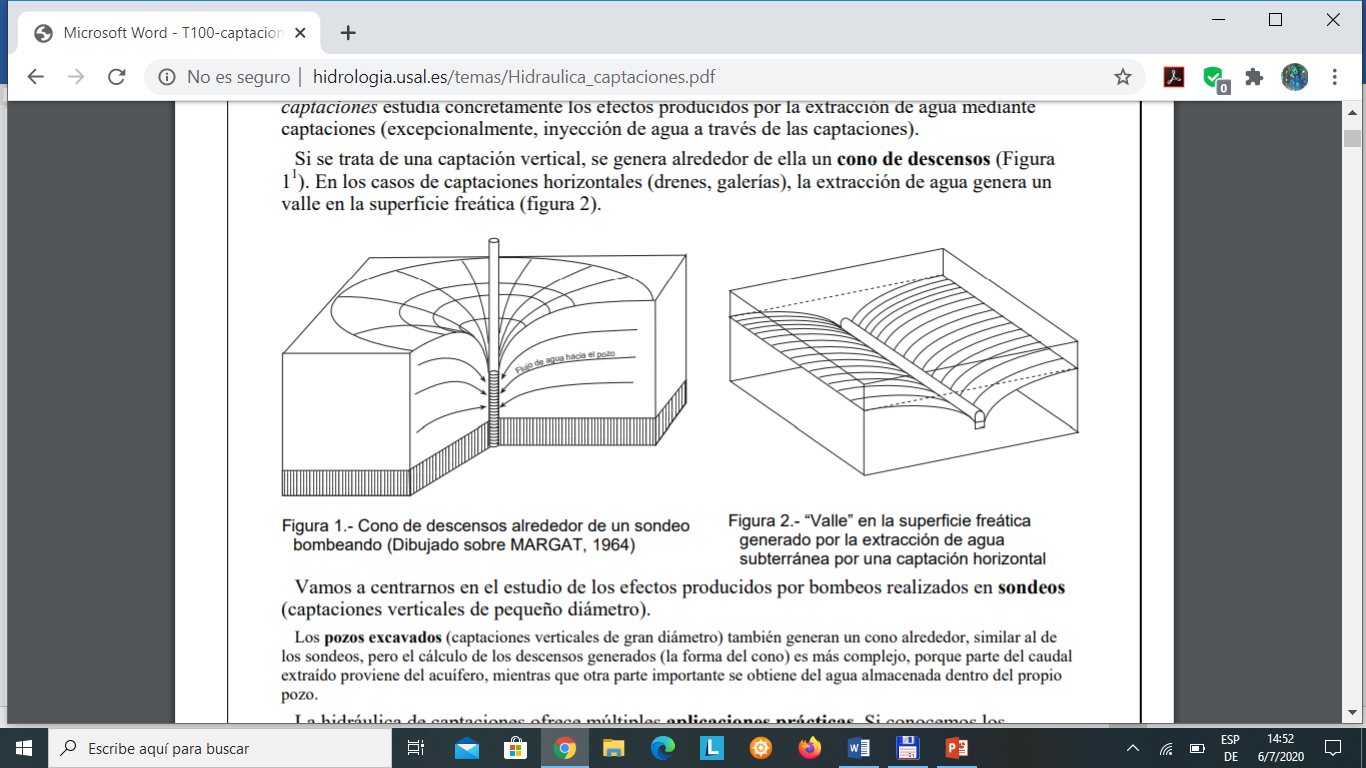 Microsoft Word - T100-captacion
No es seguro | hidrologia.usal.es/temas/Hidraulica_captaciones.pdf
0
captaciones estudia concretamente los efectos producidos por la extracción de agua mediante
captaciones (excepcionalmente, inyección de agua a través de las captaciones).
Si se trata de una captación vertical, se genera alrededor de ella un cono de descensos (Figura
1¹). En los casos de captaciones horizontales (drenes, galerías), la extracción de agua genera un
valle en la superficie freática (figura 2).
Flujo de agua hacia el pozo
Figura 1.- Cono de descensos alrededor de un sondeo
bombeando (Dibujado sobre MARGAT, 1964)
Figura 2.- “Valle” en la superficie freática
generado por la extracción de agua
subterránea por una captación horizontal
Vamos a centrarnos en el estudio de los efectos producidos por bombeos realizados en sondeos
(captaciones verticales de pequeño diámetro).
Los pozos excavados (captaciones verticales de gran diámetro) también generan un cono alrededor, similar al de
los sondeos, pero el cálculo de los descensos generados (la forma del cono) es más complejo, porque parte del caudal
extraído proviene del acuífero, mientras que otra parte importante se obtiene del agua almacenada dentro del propio
pozo.
La hidráulica de captaciones ofrece múltiples aplicaciones prácticas. Si conocemos los
Escribe aquí para buscar
L
W
P
ESP
DE
14:52
6/7/2020